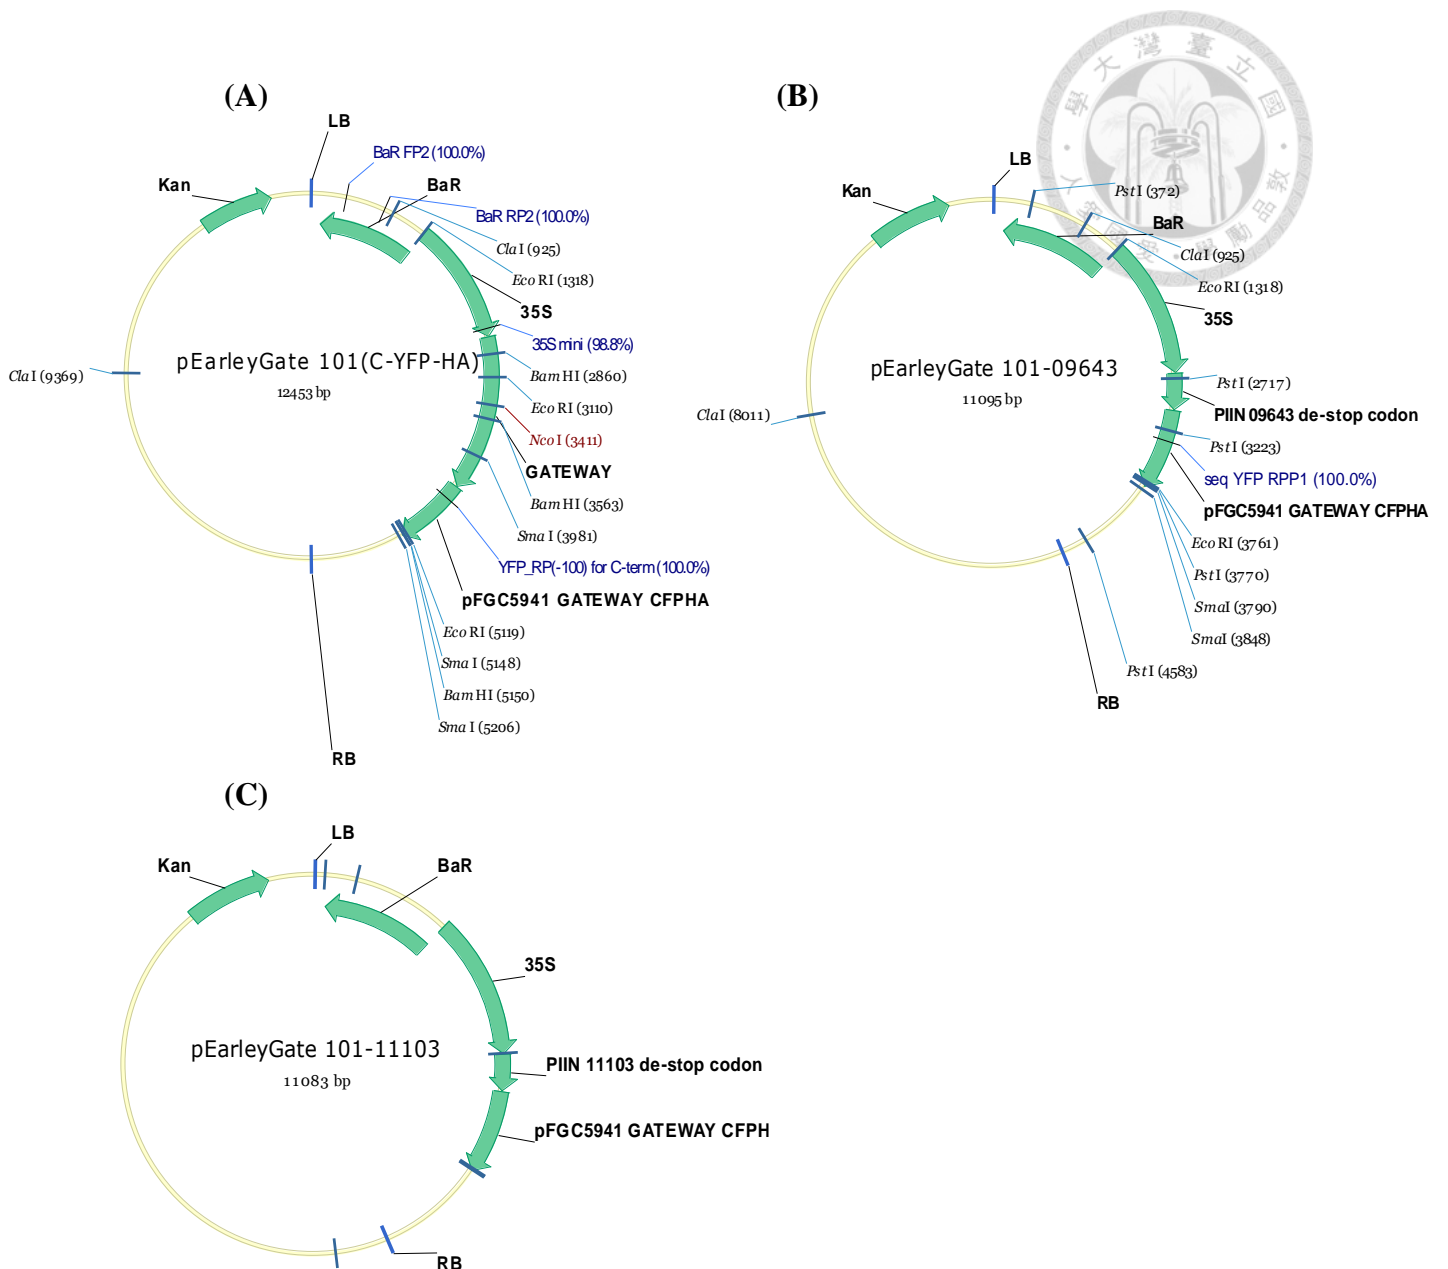 (A)
LB
BaR FP2 (100.0%)
Kan
BaR
BaR RP2 (100.0%)
ClaI (925)
EcoRI (1318)
35S
35S mini (98.8%)
pEarleyGate 101(C-YFP-HA)
12453 bp
ClaI (9369)
BamHI (2860)
EcoRI (3110)
NcoI (3411)
GATEWAY
BamHI (3563)
SmaI (3981)
YFP_RP(-100) for C-term (100.0%)
pFGC5941 GATEWAY CFPHA
EcoRI (5119)
SmaI (5148)
BamHI (5150)
SmaI (5206)
RB
(B)
臺灣大學
LB
Kan
PstI (372)
BaR
ClaI (925)
EcoRI (1318)
35S
pEarleyGate 101-09643
11095 bp
ClaI (8011)
PstI (2717)
PIIN 09643 de-stop codon
PstI (3223)
seq YFP RPP1 (100.0%)
pFGC5941 GATEWAY CFPHA
EcoRI (3761)
PstI (3770)
SmaI (3790)
SmaI (3848)
PstI (4583)
RB
(C)
LB
Kan
BaR
35S
pEarleyGate 101-11103
11083 bp
PIIN 11103 de-stop codon
pFGC5941 GATEWAY CFPH
RB